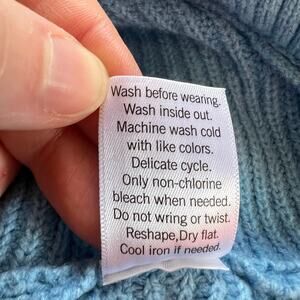 Wash before wearing.
Wash inside out.
Machine wash cold
with like colors.
Delicate cycle.
Only non-chlorine
bleach when needed.
Do not wring or twist.
Reshape,Dry flat.
Cool iron if needed.